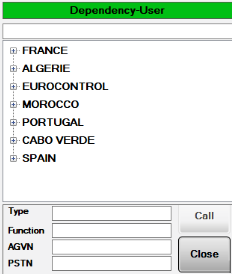 Dependency-User
FRANCE
ALGERIE
EUROCONTROL
MOROCCO
PORTUGAL
CABO VERDE
SPAIN
Type
Call
Function
AGVN
Close
PSTN